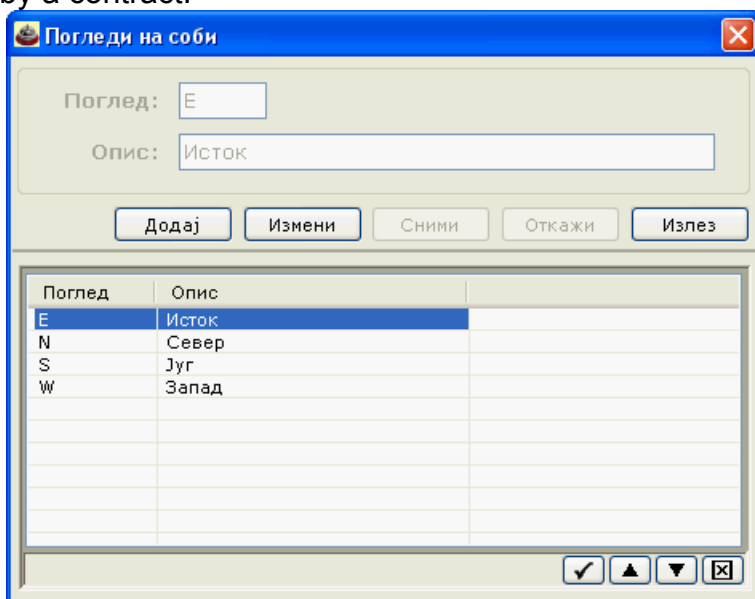 by a contract.
Погледи на соби
Поглед: E
Опис: Исток
Додај Измени Сними Откажи Излез
Поглед Опис
E Исток
N Север
S Југ
W Запад